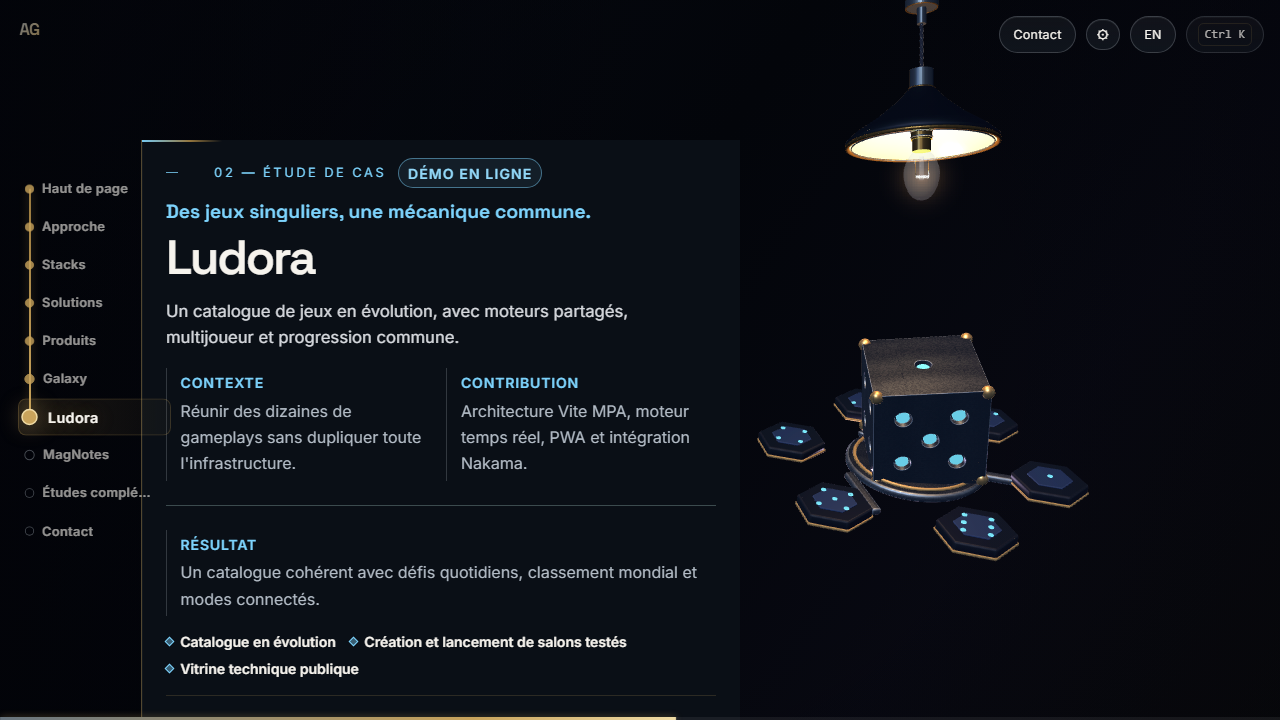 AG
Contact
EN
Ctrl K
Haut de page
Approche
Stacks
Solutions
Produits
Galaxy
Ludora
MagNotes
Études complé...
Contact
— 02 — ÉTUDE DE CAS DÉMO EN LIGNE
Des jeux singuliers, une mécanique commune.
Ludora
Un catalogue de jeux en évolution, avec moteurs partagés,
multijoueur et progression commune.
CONTEXTE
Réunir des dizaines de
gameplays sans dupliquer toute
l'infrastructure.
CONTRIBUTION
Architecture Vite MPA, moteur
temps réel, PWA et intégration
Nakama.
RÉSULTAT
Un catalogue cohérent avec défis quotidiens, classement mondial et
modes connectés.
Catalogue en évolution Création et lancement de salons testés
Vitrine technique publique